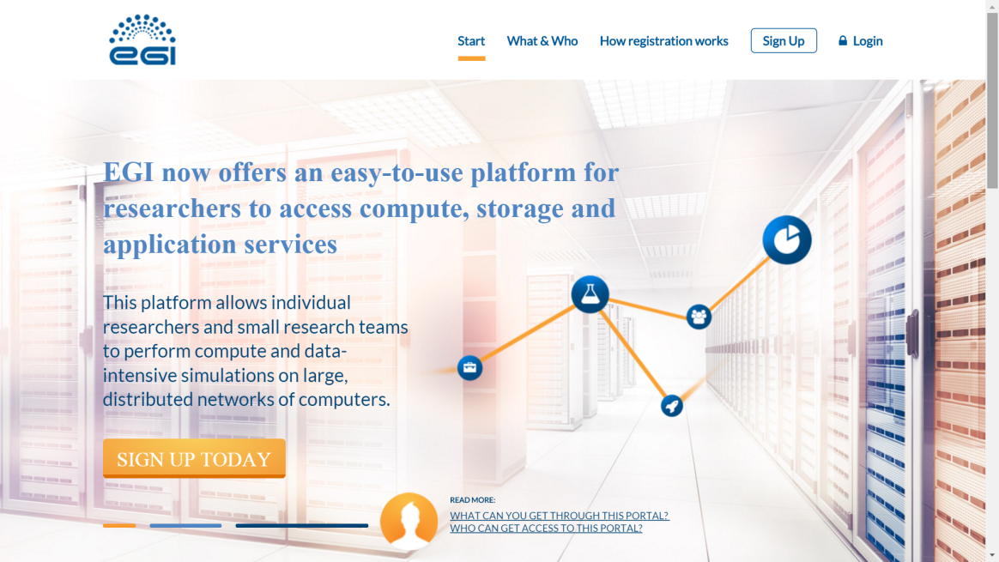 EGI
Start
What & Who
How registration works
Sign Up
Login
EGI now offers an easy-to-use platform for
researchers to access compute, storage and
application services
This platform allows individual
researchers and small research teams
to perform compute and data-
intensive simulations on large,
distributed networks of computers.
SIGN UP TODAY
READ MORE:
WHAT CAN YOU GET THROUGH THIS PORTAL?
WHO CAN GET ACCESS TO THIS PORTAL?